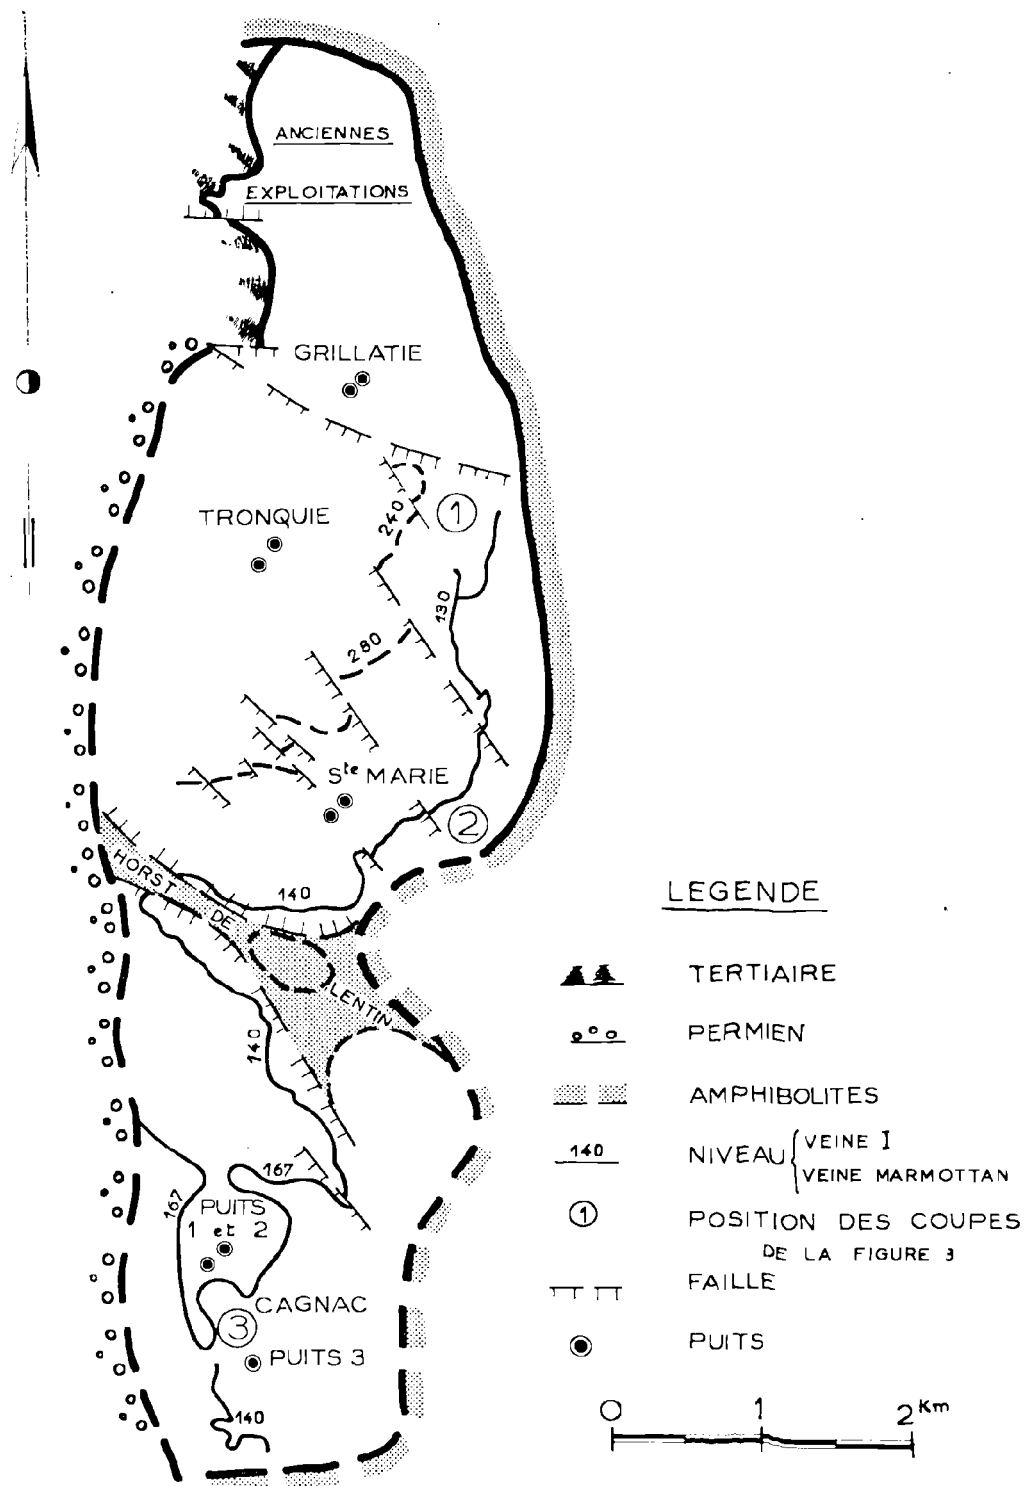 ANCIENNES
EXPLOITATIONS
GRILLATIE
TRONQUIE
240
1
130
280
Ste MARIE
2
140
HORST DE LENTIN
140
167
167
PUITS
1 et 2
CAGNAC
3
PUITS 3
140
LEGENDE
TERTIAIRE
PERMIEN
AMPHIBOLITES
140 NIVEAU { VEINE I
VEINE MARMOTTAN
1 POSITION DES COUPES
DE LA FIGURE 3
FAILLE
PUITS
0 1 2 Km